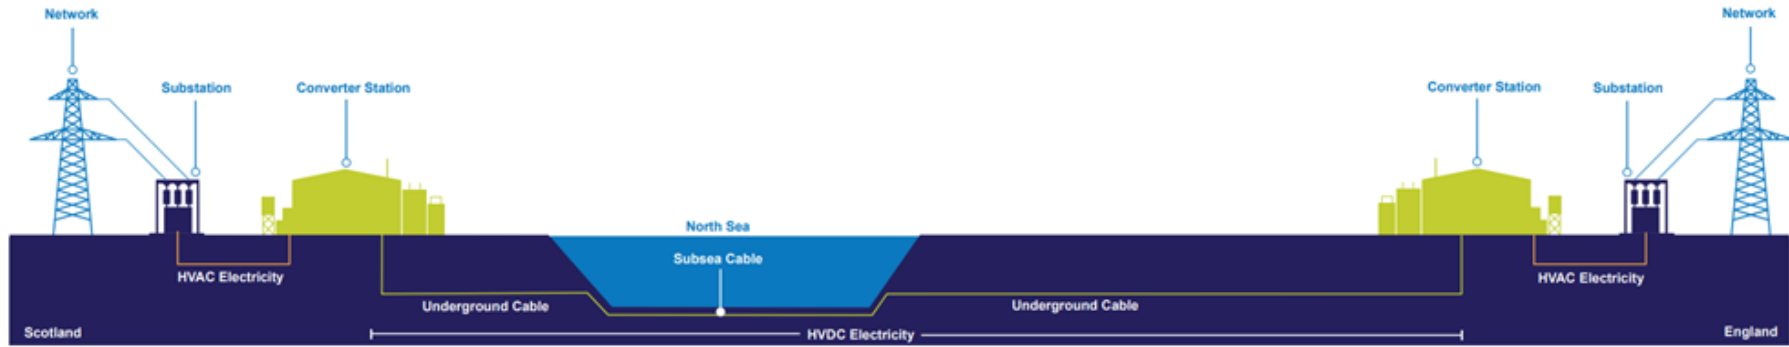 Network
Network
Substation
Converter Station
Converter Station
Substation
North Sea
Subsea Cable
HVAC Electricity
HVAC Electricity
Underground Cable
Underground Cable
Scotland
HVDC Electricity
England